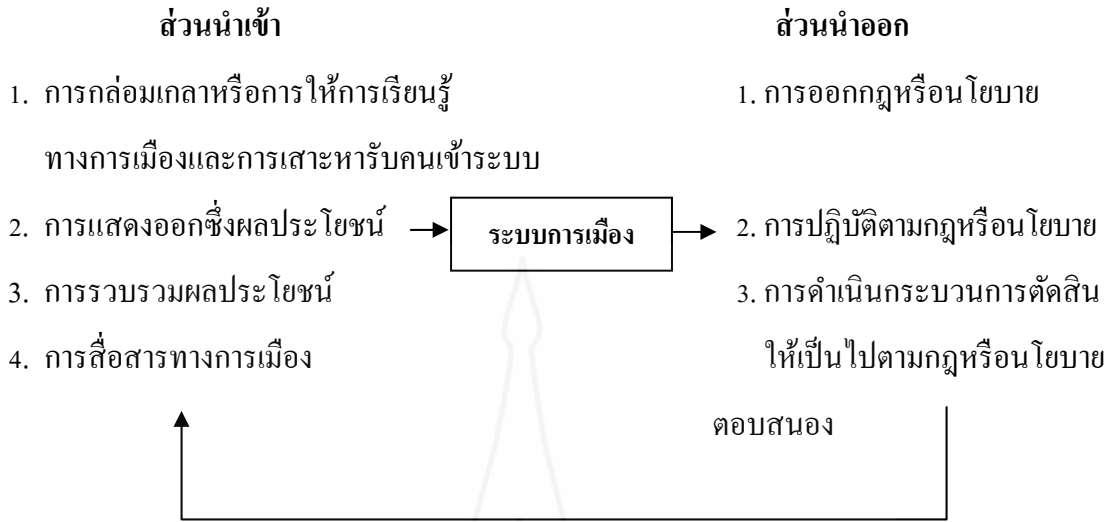 ส่วนนำเข้า
ส่วนนำออก
1. การกล่อมเกลาหรือการให้การเรียนรู้
ทางการเมืองและการเสาะหารับคนเข้าระบบ
2. การแสดงออกซึ่งผลประโยชน์
3. การรวบรวมผลประโยชน์
4. การสื่อสารทางการเมือง
ระบบการเมือง
1. การออกกฎหรือนโยบาย
2. การปฏิบัติตามกฎหรือนโยบาย
3. การดำเนินกระบวนการตัดสิน
ให้เป็นไปตามกฎหรือนโยบาย
ตอบสนอง